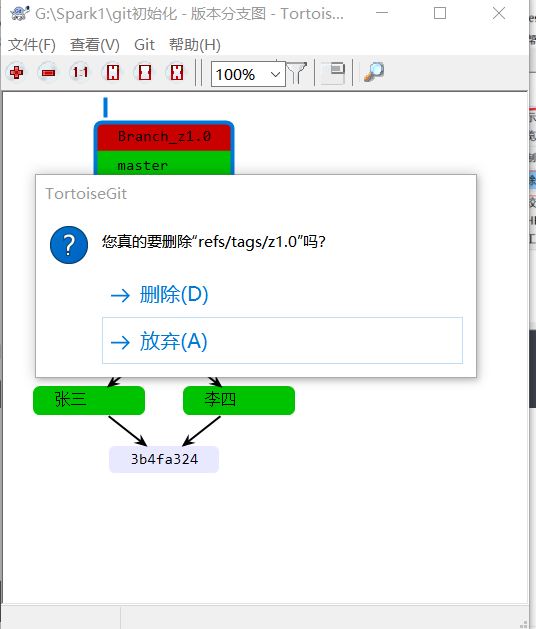 G:\Spark1\git初始化 - 版本分支图 - Tortois...
文件(F) 查看(V) Git 帮助(H)
1:1 100%
Branch_z1.0
master
TortoiseGit
?
您真的要删除“refs/tags/z1.0”吗?
删除(D)
放弃(A)
张三 李四
3b4fa324